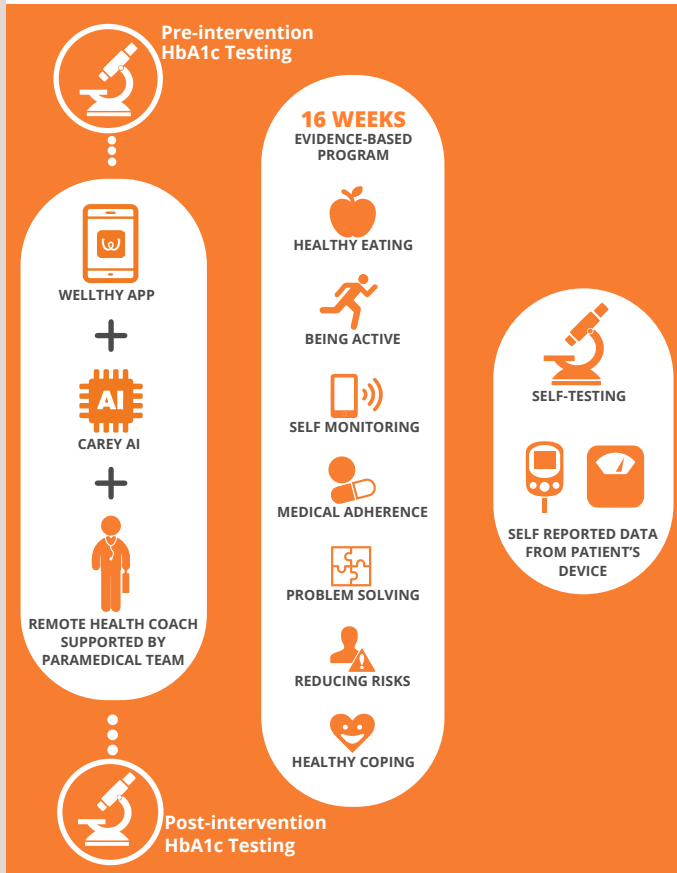 Pre-intervention
HbA1c Testing
WELLTHY APP
AI
CAREY AI
REMOTE HEALTH COACH
SUPPORTED BY
PARAMEDICAL TEAM
Post-intervention
HbA1c Testing
16 WEEKS
EVIDENCE-BASED
PROGRAM
HEALTHY EATING
BEING ACTIVE
SELF MONITORING
MEDICAL ADHERENCE
PROBLEM SOLVING
REDUCING RISKS
HEALTHY COPING
SELF-TESTING
SELF REPORTED DATA
FROM PATIENT'S
DEVICE